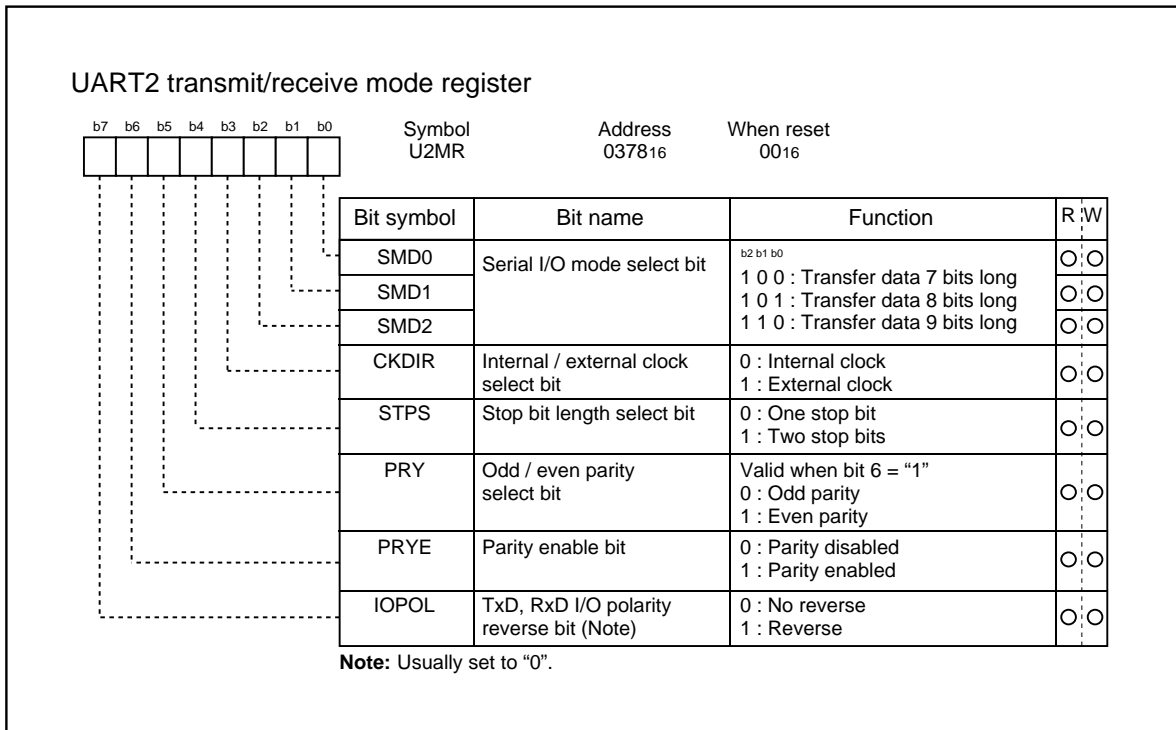 UART2 transmit/receive mode register
b7 b6 b5 b4 b3 b2 b1 b0
Symbol Address When reset
U2MR 037816 0016
Bit symbol Bit name Function R W
SMD0 Serial I/O mode select bit b2 b1 b0
1 0 0 : Transfer data 7 bits long
SMD1 1 0 1 : Transfer data 8 bits long
SMD2 1 1 0 : Transfer data 9 bits long
CKDIR Internal / external clock 0 : Internal clock
select bit 1 : External clock
STPS Stop bit length select bit 0 : One stop bit
1 : Two stop bits
PRY Odd / even parity Valid when bit 6 = “1”
select bit 0 : Odd parity
1 : Even parity
PRYE Parity enable bit 0 : Parity disabled
1 : Parity enabled
IOPOL TxD, RxD I/O polarity 0 : No reverse
reverse bit (Note) 1 : Reverse
Note: Usually set to “0”.